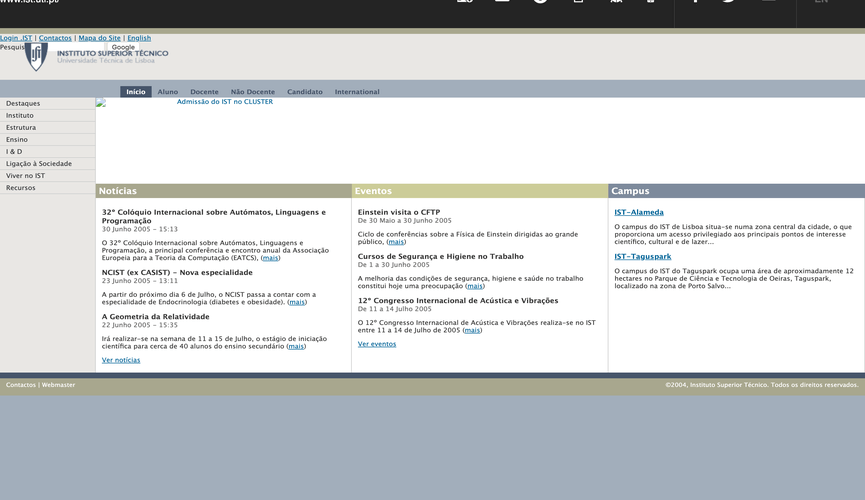 www.ist.utl.pt/
EN
Login .IST | Contactos | Mapa do Site | English
Google
INSTITUTO SUPERIOR TÉCNICO
Universidade Técnica de Lisboa
Início Aluno Docente Não Docente Candidato International
Destaques
Instituto
Estrutura
Ensino
I & D
Ligação à Sociedade
Viver no IST
Recursos
Admissão do IST no CLUSTER
Notícias
32º Colóquio Internacional sobre Autómatos, Linguagens e
Programação
30 Junho 2005 - 15:13
O 32º Colóquio Internacional sobre Autómatos, Linguagens e
Programação, a principal conferência e encontro anual da Associação
Europeia para a Teoria da Computação (EATCS), (mais)
NCIST (ex CASIST) - Nova especialidade
23 Junho 2005 - 13:11
A partir do próximo dia 6 de Julho, o NCIST passa a contar com a
especialidade de Endocrinologia (diabetes e obesidade). (mais)
A Geometria da Relatividade
22 Junho 2005 - 15:35
Irá realizar-se na semana de 11 a 15 de Julho, o estágio de iniciação
científica para cerca de 40 alunos do ensino secundário (mais)
Ver notícias
Eventos
Einstein visita o CFTP
De 30 Maio a 30 Junho 2005
Ciclo de conferências sobre a Física de Einstein dirigidas ao grande
público, (mais)
Cursos de Segurança e Higiene no Trabalho
De 1 a 30 Junho 2005
A melhoria das condições de segurança, higiene e saúde no trabalho
constitui hoje uma preocupação (mais)
12º Congresso Internacional de Acústica e Vibrações
De 11 a 14 Julho 2005
O 12º Congresso Internacional de Acústica e Vibrações realiza-se no IST
entre 11 a 14 de Julho de 2005 (mais)
Ver eventos
Campus
IST-Alameda
O campus do IST de Lisboa situa-se numa zona central da cidade, o que
proporciona um acesso privilegiado aos principais pontos de interesse
científico, cultural e de lazer...
IST-Taguspark
O campus do IST do Taguspark ocupa uma área de aproximadamente 12
hectares no Parque de Ciência e Tecnologia de Oeiras, Taguspark,
localizado na zona de Porto Salvo...
Contactos | Webmaster
©2004, Instituto Superior Técnico. Todos os direitos reservados.